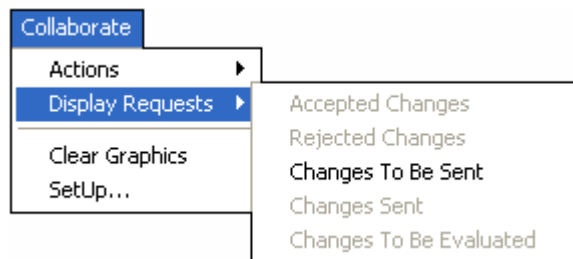 Collaborate
Actions
Display Requests
Clear Graphics
SetUp...
Accepted Changes
Rejected Changes
Changes To Be Sent
Changes Sent
Changes To Be Evaluated